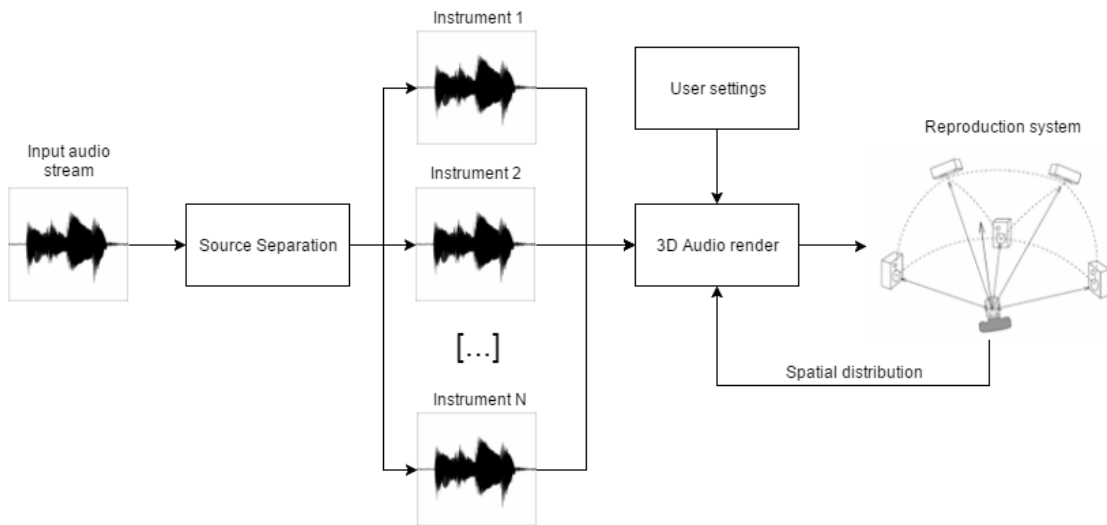 Instrument 1
User settings
Reproduction system
Input audio
stream
Instrument 2
Source Separation
3D Audio render
[...]
Spatial distribution
Instrument N